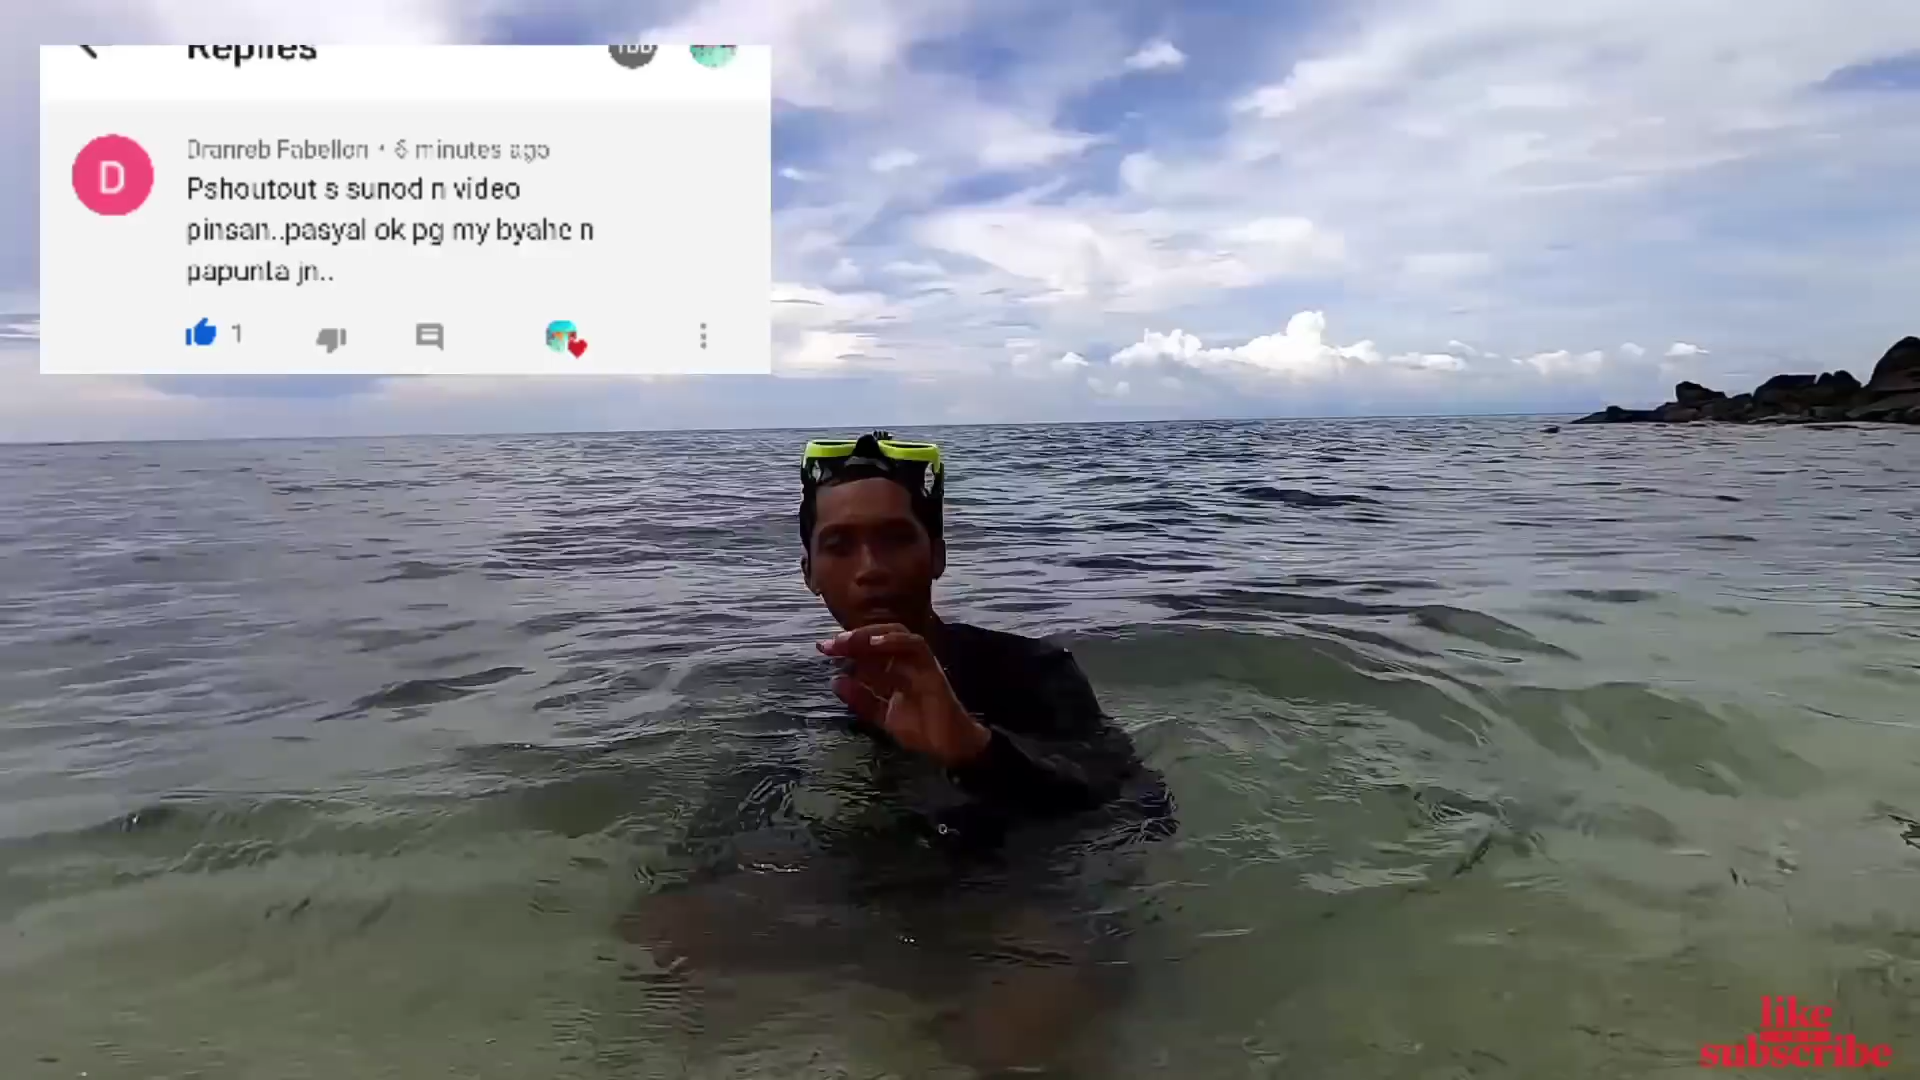 Replies
Dranreb Fabellon • 6 minutes ago
Pshoutout s sunod n video
pinsan..pasyal ok pg my byahe n
papunta jn..
1
like
subscribe